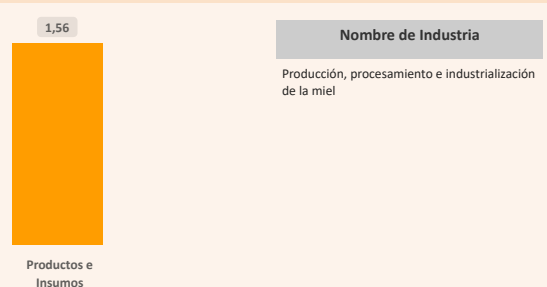 1,56
Productos e
Insumos
Nombre de Industria
Producción, procesamiento e industrialización
de la miel